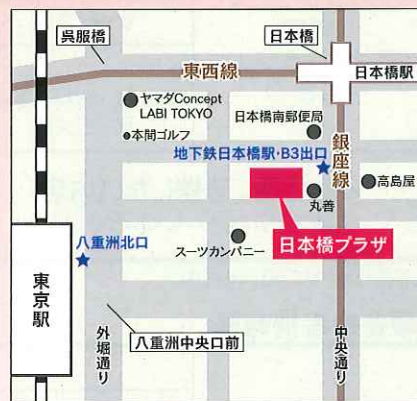 呉服橋
日本橋
東西線
日本橋駅
ヤマダConcept
LABI TOKYO
日本橋南郵便局
本間ゴルフ
地下鉄日本橋駅・B3出口
銀座線
高島屋
丸善
八重洲北口
スーツカンパニー
日本橋プラザ
東京駅
外堀通り
八重洲中央口前
中央通り